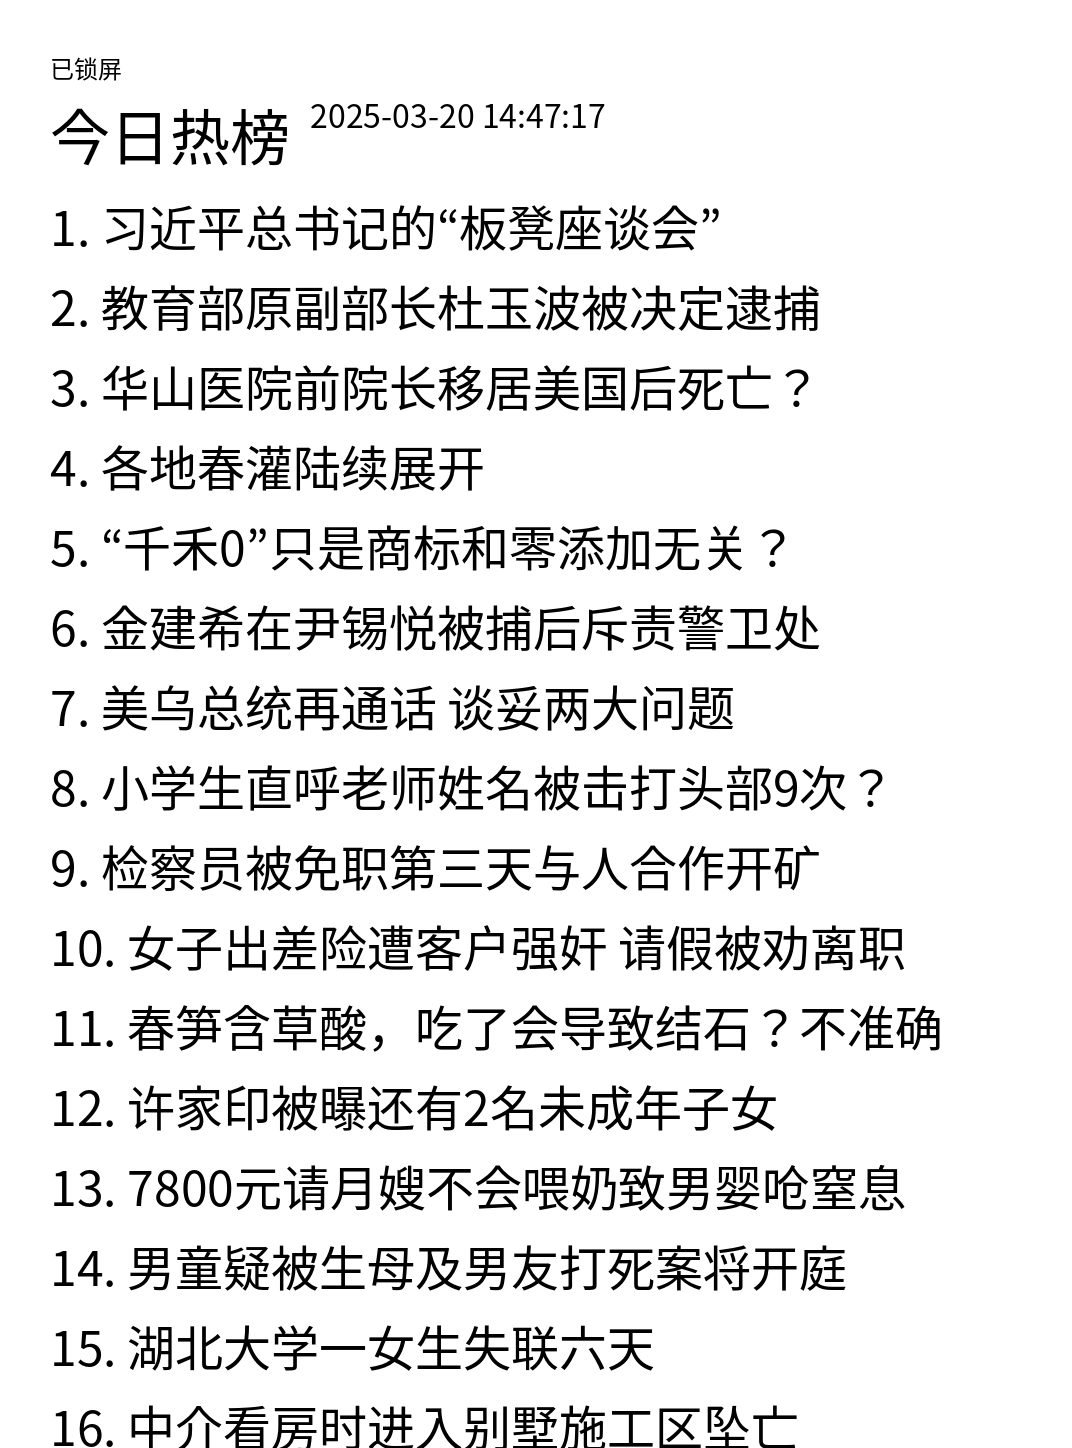 已锁屏
今日热榜 2025-03-20 14:47:17
1. 习近平总书记的“板凳座谈会”
2. 教育部原副部长杜玉波被决定逮捕
3. 华山医院前院长移居美国后死亡？
4. 各地春灌陆续展开
5. “千禾0”只是商标和零添加无关？
6. 金建希在尹锡悦被捕后斥责警卫处
7. 美乌总统再通话 谈妥两大问题
8. 小学生直呼老师姓名被击打头部9次？
9. 检察员被免职第三天与人合作开矿
10. 女子出差险遭客户强奸 请假被劝离职
11. 春笋含草酸，吃了会导致结石？不准确
12. 许家印被曝还有2名未成年子女
13. 7800元请月嫂不会喂奶致男婴呛窒息
14. 男童疑被生母及男友打死案将开庭
15. 湖北大学一女生失联六天
16. 中介看房时进入别墅施工区坠亡